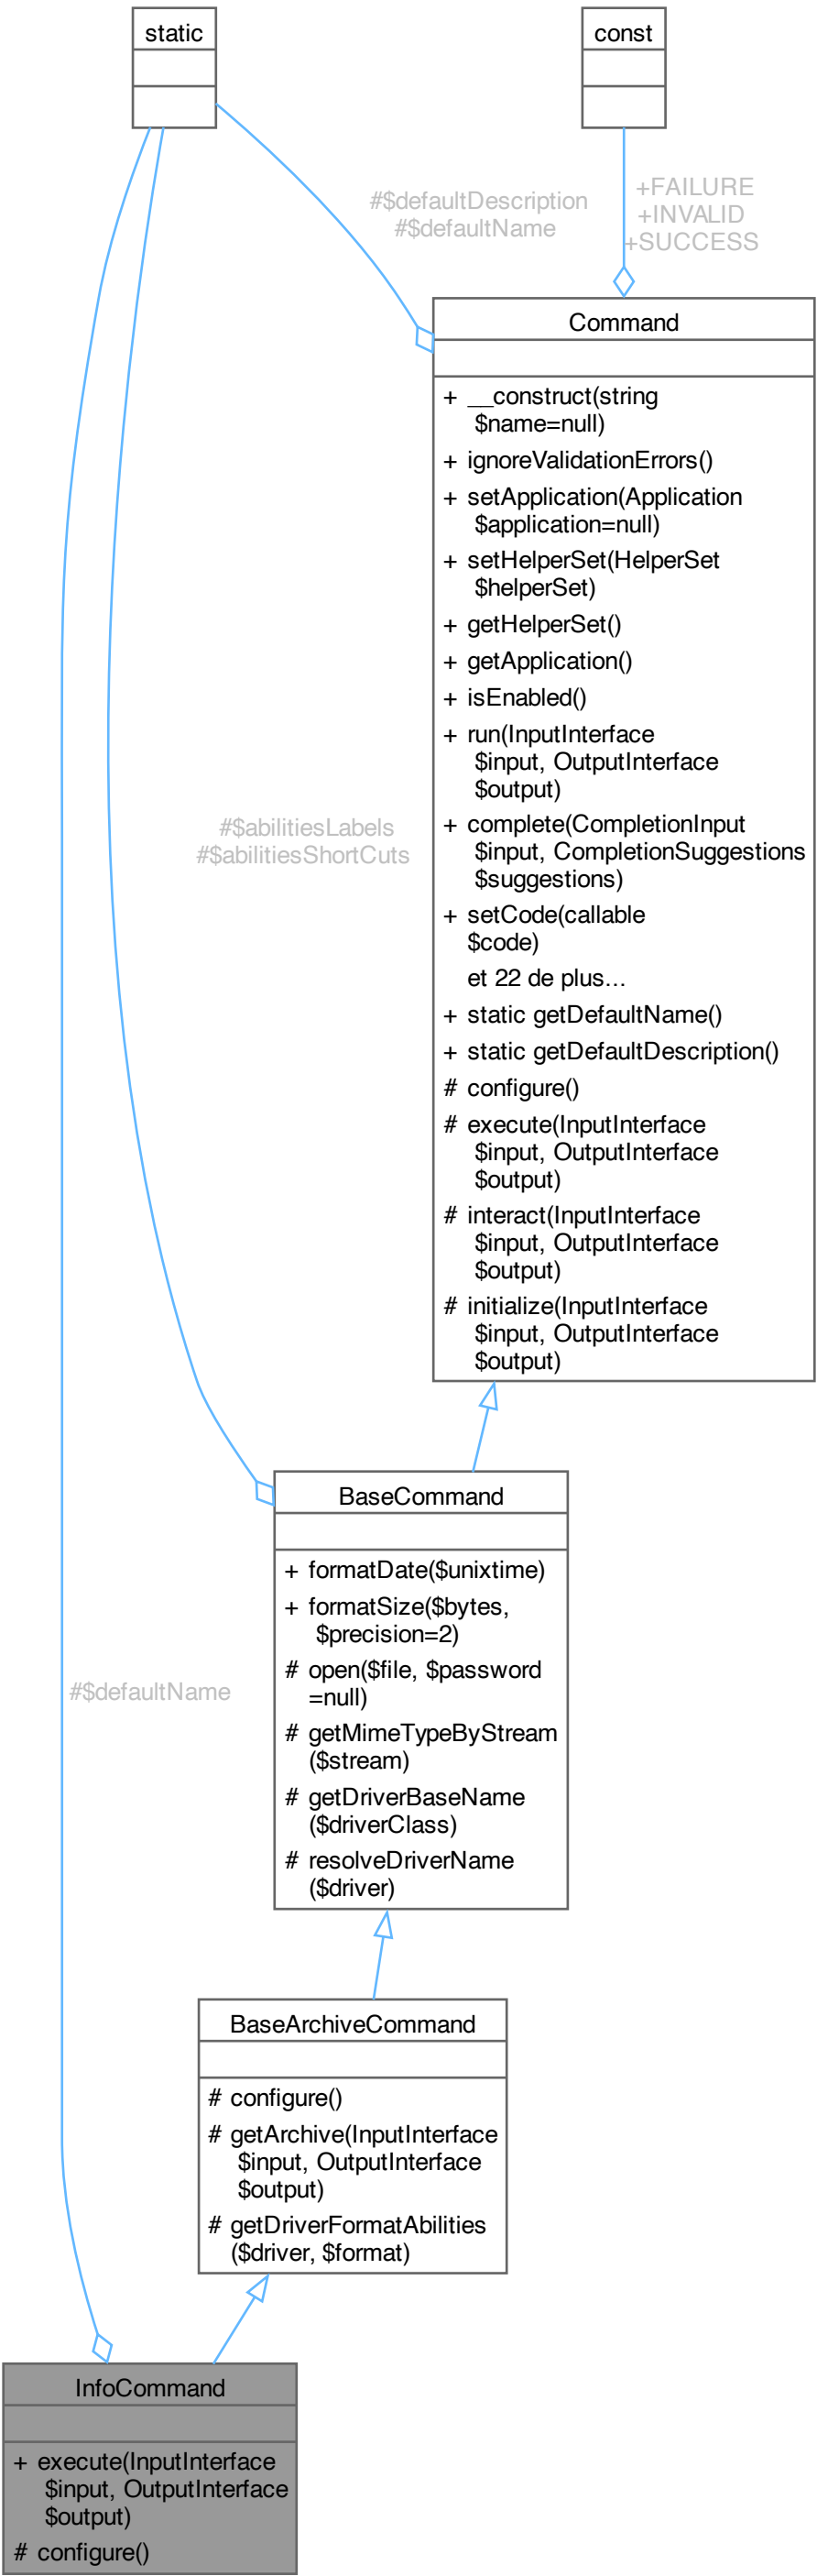 static
const
#$defaultDescription
#$defaultName
+FAILURE
+INVALID
+SUCCESS
Command
+ __construct(string
$name=null)
+ ignoreValidationErrors()
+ setApplication(Application
$application=null)
+ setHelperSet(HelperSet
$helperSet)
+ getHelperSet()
+ getApplication()
+ isEnabled()
+ run(InputInterface
$input, OutputInterface
$output)
+ complete(CompletionInput
$input, CompletionSuggestions
$suggestions)
+ setCode(callable
$code)
et 22 de plus...
+ static getDefaultName()
+ static getDefaultDescription()
# configure()
# execute(InputInterface
$input, OutputInterface
$output)
# interact(InputInterface
$input, OutputInterface
$output)
# initialize(InputInterface
$input, OutputInterface
$output)
#$abilitiesLabels
#$abilitiesShortCuts
BaseCommand
+ formatDate($unixtime)
+ formatSize($bytes,
$precision=2)
# open($file, $password
=null)
# getMimeTypeByStream
($stream)
# getDriverBaseName
($driverClass)
# resolveDriverName
($driver)
#$defaultName
BaseArchiveCommand
# configure()
# getArchive(InputInterface
$input, OutputInterface
$output)
# getDriverFormatAbilities
($driver, $format)
InfoCommand
+ execute(InputInterface
$input, OutputInterface
$output)
# configure()